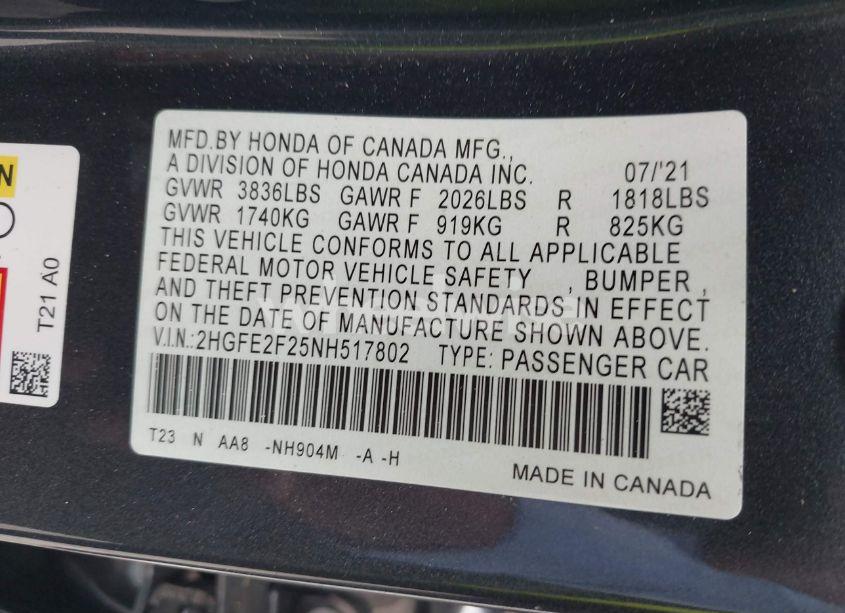 MFD.BY HONDA OF CANADA MFG.,
A DIVISION OF HONDA CANADA INC. 07/'21
GVWR 3836LBS GAWR F 2026LBS R 1818LBS
GVWR 1740KG GAWR F 919KG R 825KG
THIS VEHICLE CONFORMS TO ALL APPLICABLE
FEDERAL MOTOR VEHICLE SAFETY , BUMPER ,
AND THEFT PREVENTION STANDARDS IN EFFECT
ON THE DATE OF MANUFACTURE SHOWN ABOVE.
V.I.N.:2HGFE2F25NH517802 TYPE: PASSENGER CAR
T23 N AA8 -NH904M -A -H
MADE IN CANADA
N
T21 A0